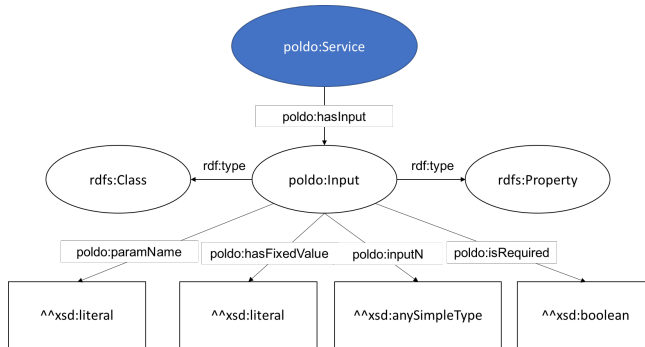 poldo:Service
poldo:hasInput
rdf:type
rdf:type
rdfs:Class
poldo:Input
rdfs:Property
poldo:paramName
poldo:hasFixedValue
poldo:inputN
poldo:isRequired
^^xsd:literal
^^xsd:literal
^^xsd:anySimpleType
^^xsd:boolean